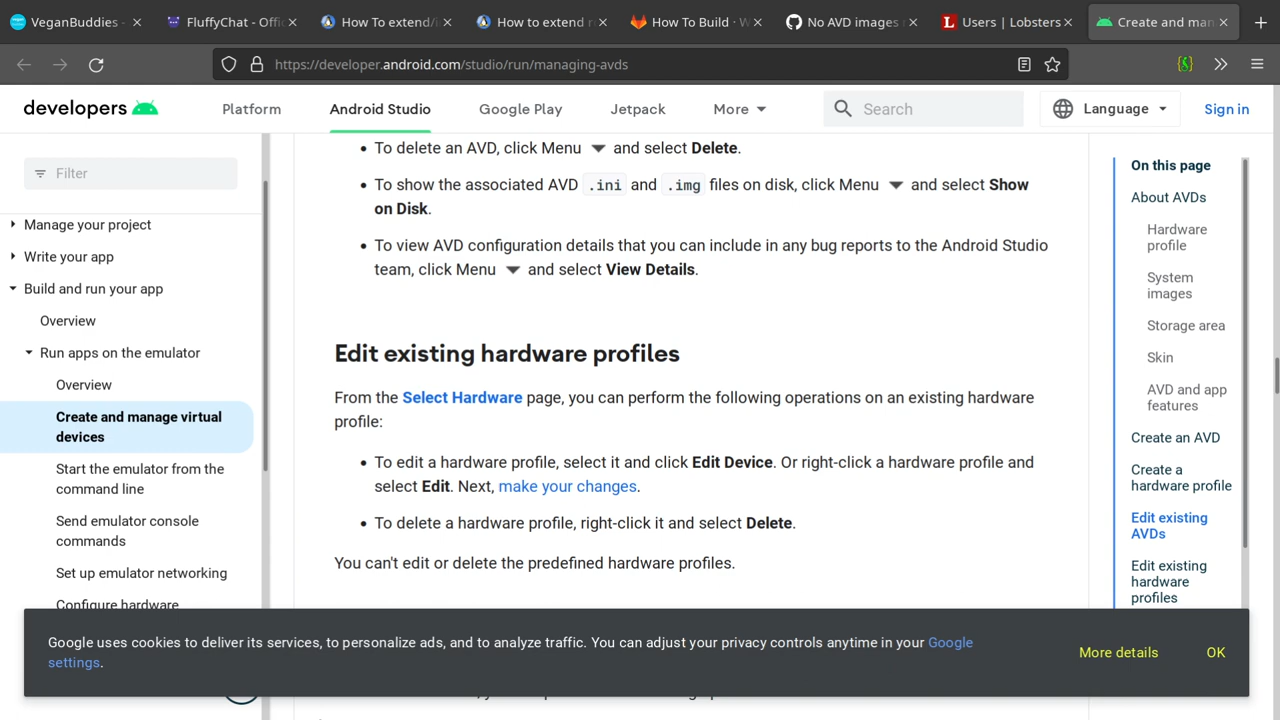 VeganBuddies -
FluffyChat - Offic
How To extend/
How to extend r
How To Build · W
No AVD images
Users | Lobsters
Create and man
https://developer.android.com/studio/run/managing-avds
developers
Platform
Android Studio
Google Play
Jetpack
More
Search
Language
Sign in
Filter
Manage your project
Write your app
Build and run your app
Overview
Run apps on the emulator
Overview
Create and manage virtual
devices
Start the emulator from the
command line
Send emulator console
commands
Set up emulator networking
Configure hardware
• To delete an AVD, click Menu and select Delete.
• To show the associated AVD .ini and .img files on disk, click Menu and select Show
on Disk.
• To view AVD configuration details that you can include in any bug reports to the Android Studio
team, click Menu and select View Details.
Edit existing hardware profiles
From the Select Hardware page, you can perform the following operations on an existing hardware
profile:
• To edit a hardware profile, select it and click Edit Device. Or right-click a hardware profile and
select Edit. Next, make your changes.
• To delete a hardware profile, right-click it and select Delete.
You can't edit or delete the predefined hardware profiles.
On this page
About AVDs
Hardware
profile
System
images
Storage area
Skin
AVD and app
features
Create an AVD
Create a
hardware profile
Edit existing
AVDs
Edit existing
hardware
profiles
Google uses cookies to deliver its services, to personalize ads, and to analyze traffic. You can adjust your privacy controls anytime in your Google
settings.
More details
OK